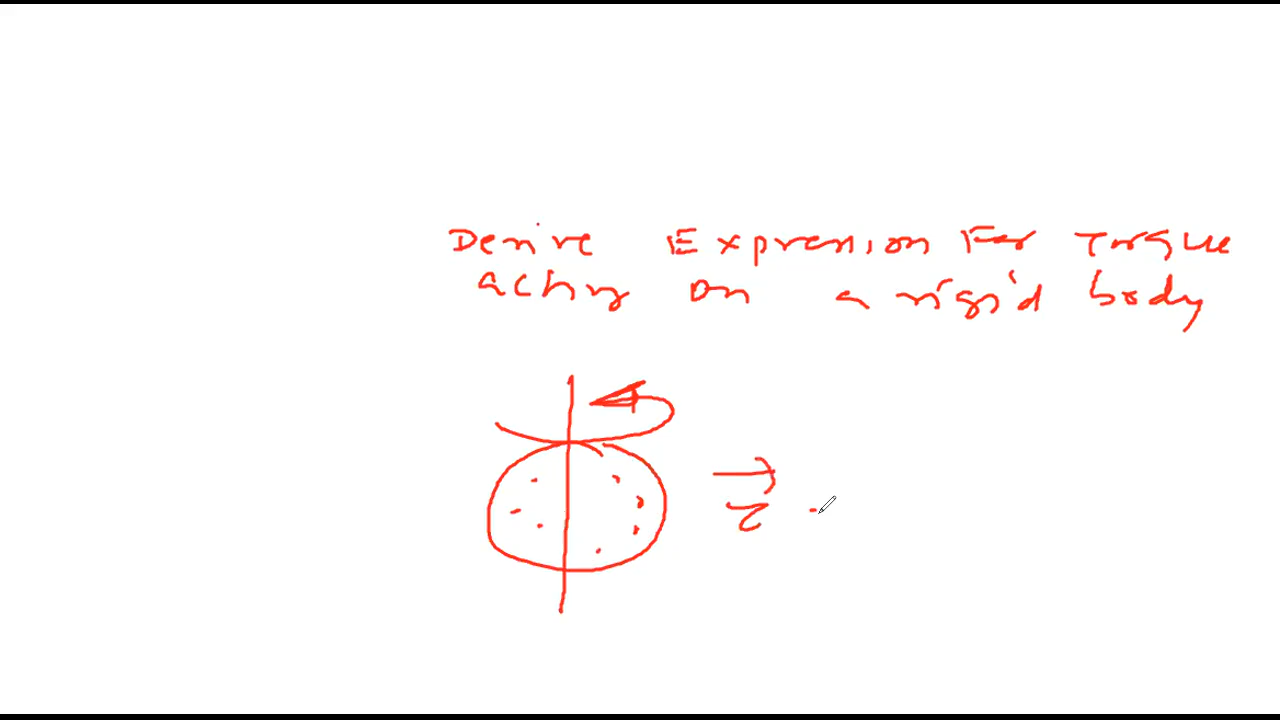 Derive Expression For Torque
acting on a rigid body
→
τ -